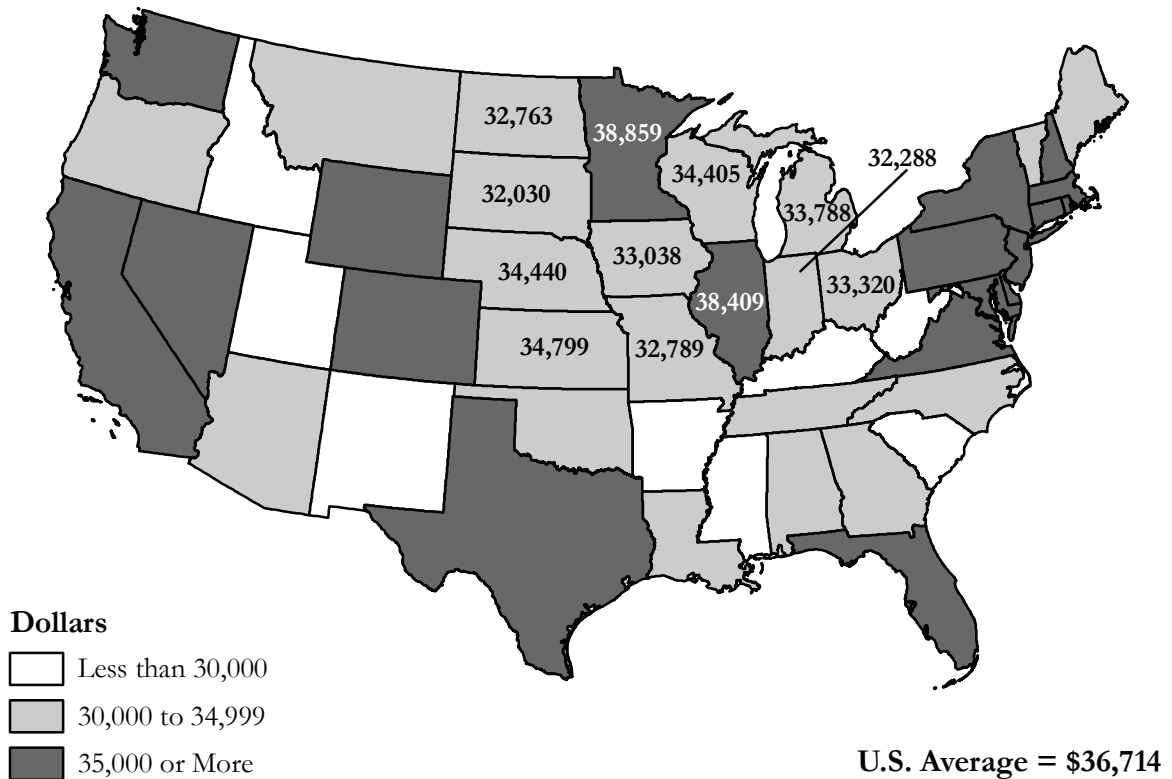 32,763
38,859
32,288
34,405
32,030
33,788
33,038
34,440
33,320
38,409
34,799
32,789
Dollars
Less than 30,000
30,000 to 34,999
35,000 or More
U.S. Average = $36,714